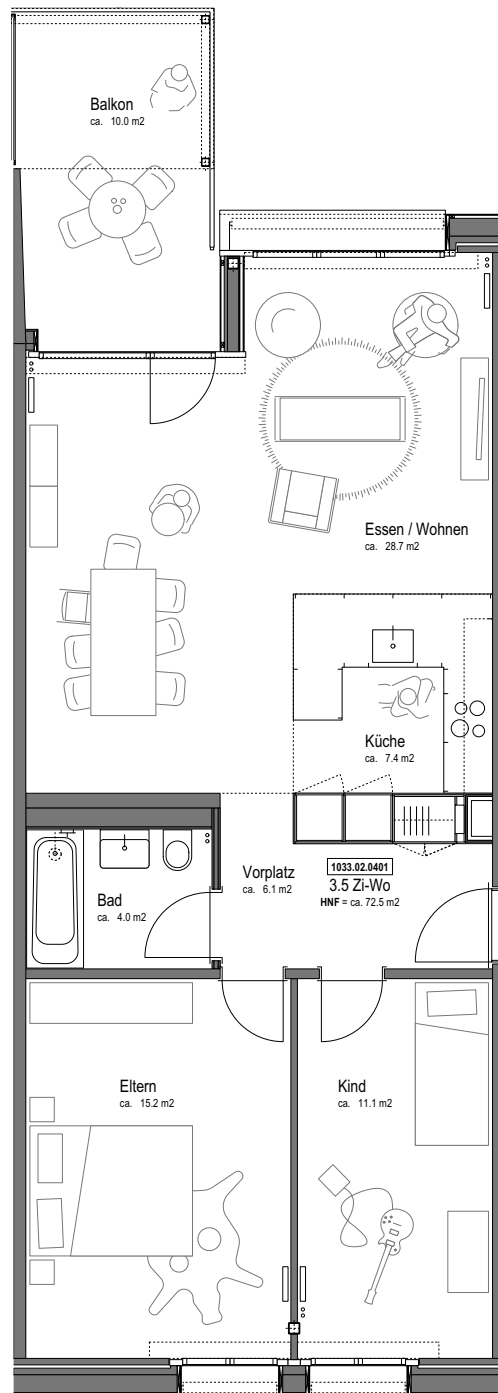 Balkon
ca. 10.0 m2
Essen / Wohnen
ca. 28.7 m2
Küche
ca. 7.4 m2
Vorplatz
ca. 6.1 m2
1033.02.0401
3.5 Zi-Wo
HNF = ca. 72.5 m2
Bad
ca. 4.0 m2
Eltern
ca. 15.2 m2
Kind
ca. 11.1 m2